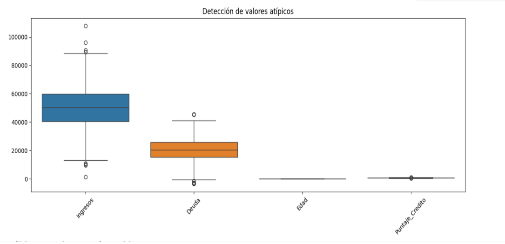 Detección de valores atípicos
100000
80000
60000
40000
20000
0
Ingresos
Deuda
Edad
Puntaje_Credito